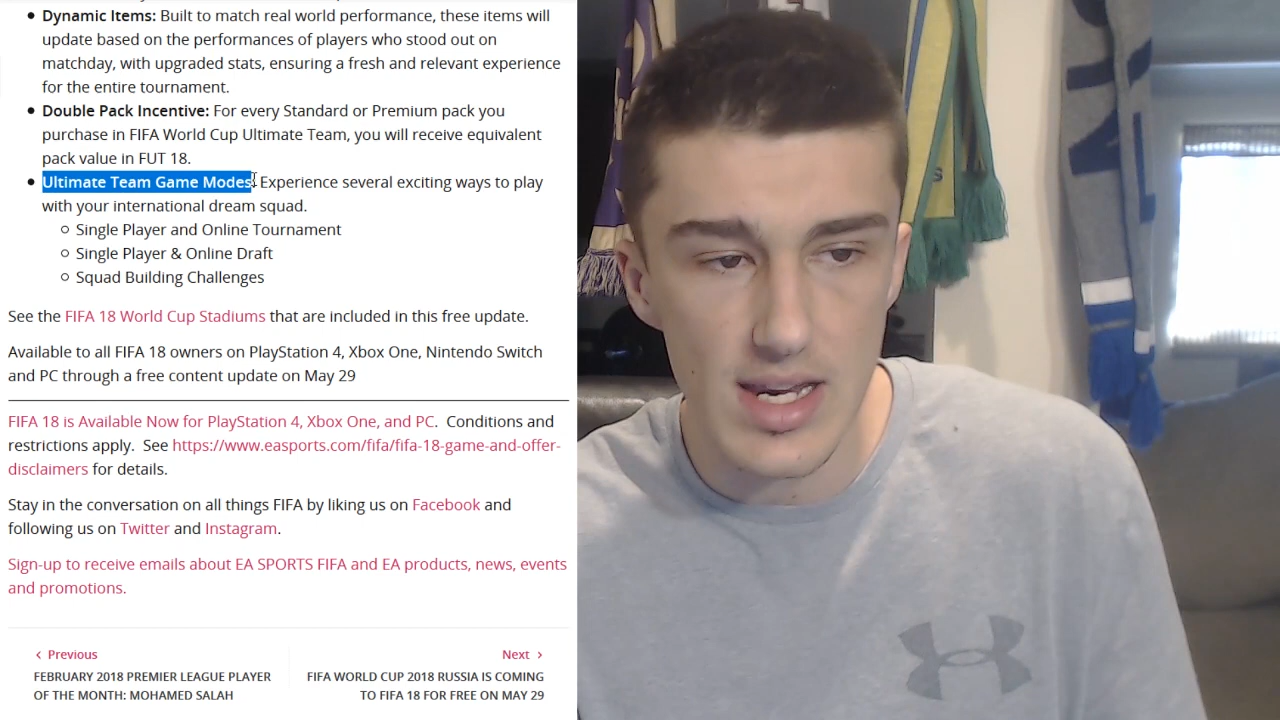 Dynamic Items: Built to match real world performance, these items will
update based on the performances of players who stood out on
matchday, with upgraded stats, ensuring a fresh and relevant experience
for the entire tournament.
Double Pack Incentive: For every Standard or Premium pack you
purchase in FIFA World Cup Ultimate Team, you will receive equivalent
pack value in FUT 18.
Ultimate Team Game Modes: Experience several exciting ways to play
with your international dream squad.
Single Player and Online Tournament
Single Player & Online Draft
Squad Building Challenges
See the FIFA 18 World Cup Stadiums that are included in this free update.
Available to all FIFA 18 owners on PlayStation 4, Xbox One, Nintendo Switch
and PC through a free content update on May 29
FIFA 18 is Available Now for PlayStation 4, Xbox One, and PC. Conditions and
restrictions apply. See https://www.easports.com/fifa/fifa-18-game-and-offer-
disclaimers for details.
Stay in the conversation on all things FIFA by liking us on Facebook and
following us on Twitter and Instagram.
Sign-up to receive emails about EA SPORTS FIFA and EA products, news, events
and promotions.
Previous
FEBRUARY 2018 PREMIER LEAGUE PLAYER
OF THE MONTH: MOHAMED SALAH
Next
FIFA WORLD CUP 2018 RUSSIA IS COMING
TO FIFA 18 FOR FREE ON MAY 29